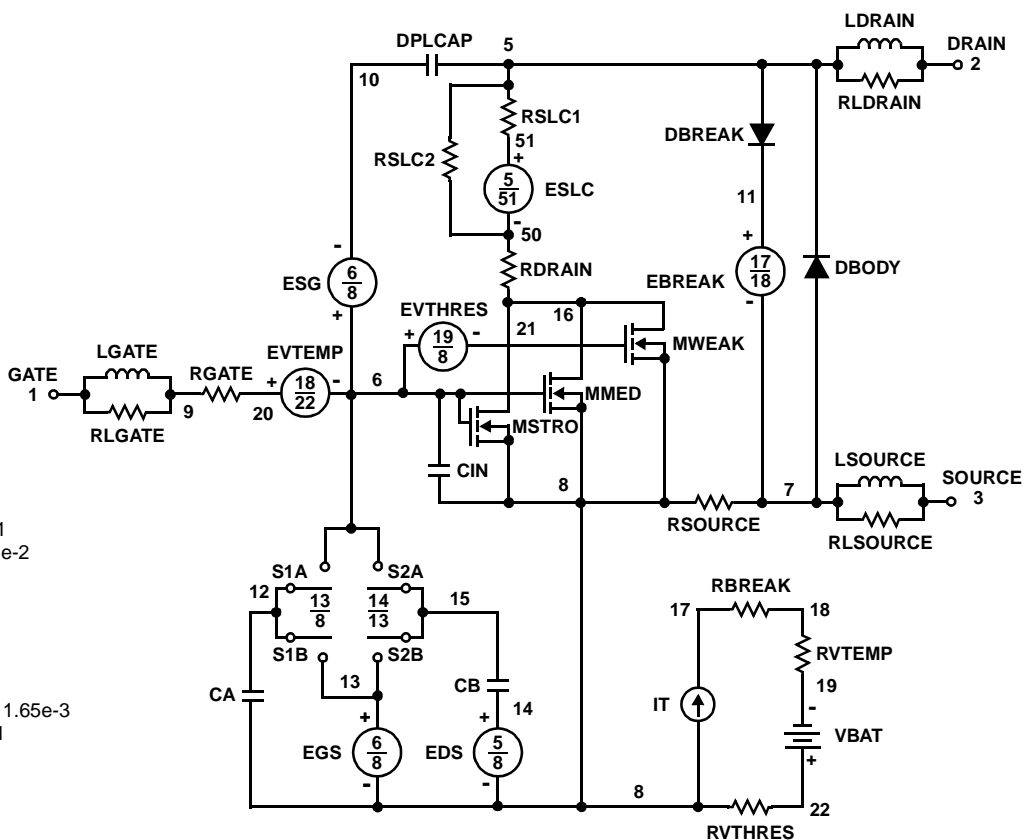 LDRAIN
DPLCAP 5 DRAIN
10 2
RLDRAIN
RSLC1
DBREAK
51
RSLC2
+
5
51
ESLC
11
-
50
-
+
17
18
6
8
ESG
RDRAIN
EBREAK
DBODY
-
+
EVTHRES
16
21
+
19
8
-
MWEAK
LGATE
EVTEMP
GATE
1
RGATE
+
18
22
-
6
MMED
9
20
MSTRO
RLGATE
LSOURCE
CIN
8
7
SOURCE
3
RSOURCE
RLSOURCE
1
e-2
S1A
S2A
12
13
8
14
13
15
RBREAK
17
18
S1B
S2B
RVTEMP
13
CB
19
CA
1.65e-3
14
IT
-
+
+
VBAT
EGS
6
8
EDS
5
8
+
-
-
8
22
RVTHRES